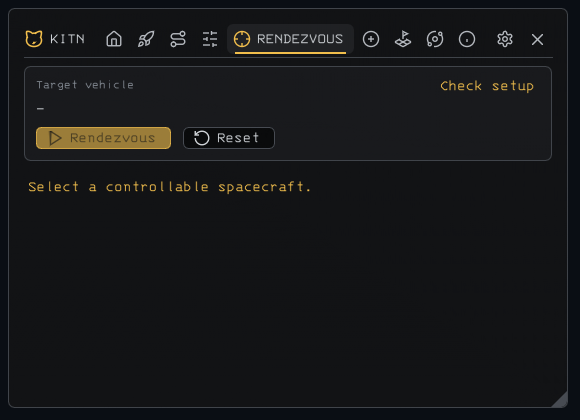 KITN RENDEZVOUS
Target vehicle Check setup
–
Rendezvous Reset
Select a controllable spacecraft.